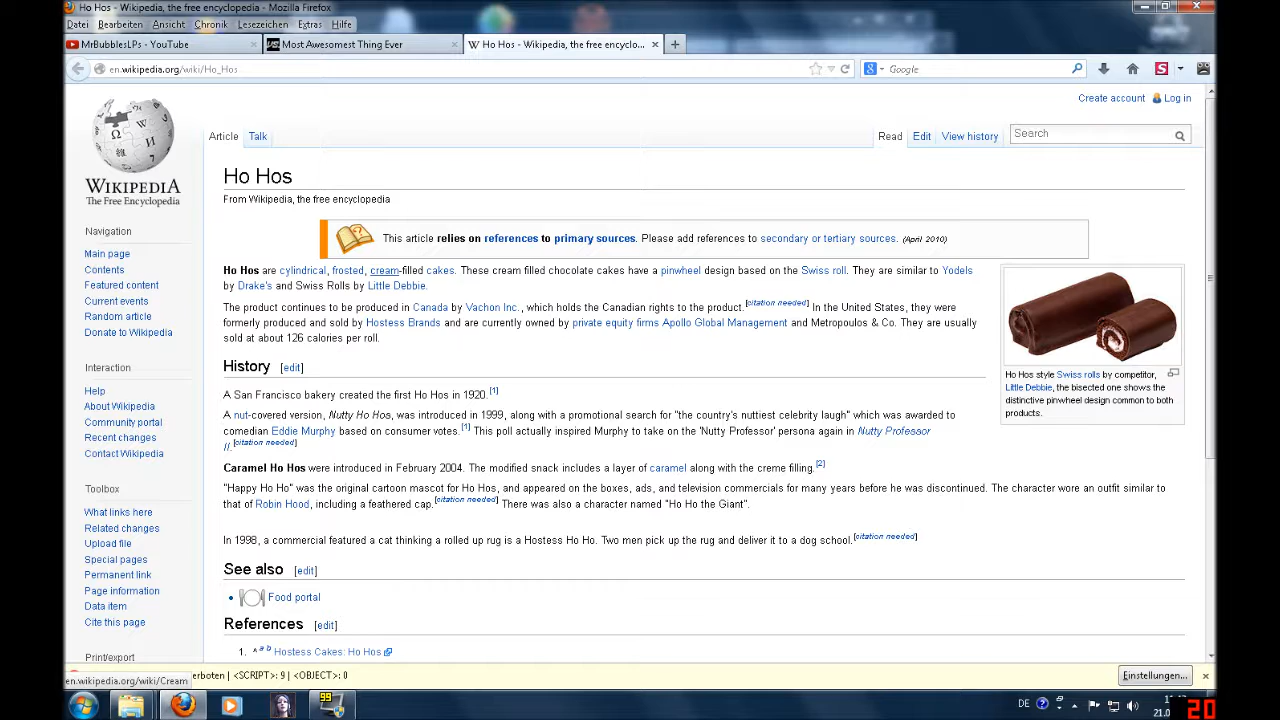 Ho Hos - Wikipedia, the free encyclopedia - Mozilla Firefox
Datei Bearbeiten Ansicht Chronik Lesezeichen Extras Hilfe
MrBubblesLPs - YouTube
Most Awesomest Thing Ever
Ho Hos - Wikipedia, the free encyclo...
en.wikipedia.org/wiki/Ho_Hos
Google
Create account Log in
Article Talk
Read Edit View history
Search
WIKIPEDIA
The Free Encyclopedia
Navigation
Main page
Contents
Featured content
Current events
Random article
Donate to Wikipedia
Interaction
Help
About Wikipedia
Community portal
Recent changes
Contact Wikipedia
Toolbox
What links here
Related changes
Upload file
Special pages
Permanent link
Page information
Data item
Cite this page
Print/export
Ho Hos
From Wikipedia, the free encyclopedia
This article relies on references to primary sources. Please add references to secondary or tertiary sources. (April 2010)
Ho Hos are cylindrical, frosted, cream-filled cakes. These cream filled chocolate cakes have a pinwheel design based on the Swiss roll. They are similar to Yodels
by Drake's and Swiss Rolls by Little Debbie.
The product continues to be produced in Canada by Vachon Inc., which holds the Canadian rights to the product.[citation needed] In the United States, they were
formerly produced and sold by Hostess Brands and are currently owned by private equity firms Apollo Global Management and Metropoulos & Co. They are usually
sold at about 126 calories per roll.
Ho Hos style Swiss rolls by competitor,
Little Debbie, the bisected one shows the
distinctive pinwheel design common to both
products.
History [edit]
A San Francisco bakery created the first Ho Hos in 1920.[1]
A nut-covered version, Nutty Ho Hos, was introduced in 1999, along with a promotional search for "the country's nuttiest celebrity laugh" which was awarded to
comedian Eddie Murphy based on consumer votes.[1] This poll actually inspired Murphy to take on the 'Nutty Professor' persona again in Nutty Professor
II.[citation needed]
Caramel Ho Hos were introduced in February 2004. The modified snack includes a layer of caramel along with the creme filling.[2]
"Happy Ho Ho" was the original cartoon mascot for Ho Hos, and appeared on the boxes, ads, and television commercials for many years before he was discontinued. The character wore an outfit similar to
that of Robin Hood, including a feathered cap.[citation needed] There was also a character named "Ho Ho the Giant".
In 1998, a commercial featured a cat thinking a rolled up rug is a Hostess Ho Ho. Two men pick up the rug and deliver it to a dog school.[citation needed]
See also [edit]
Food portal
References [edit]
1. ^ a b Hostess Cakes: Ho Hos
en.wikipedia.org/wiki/Cream
erboten | <SCRIPT>: 9 | <OBJECT>: 0
Einstellungen...
DE
20